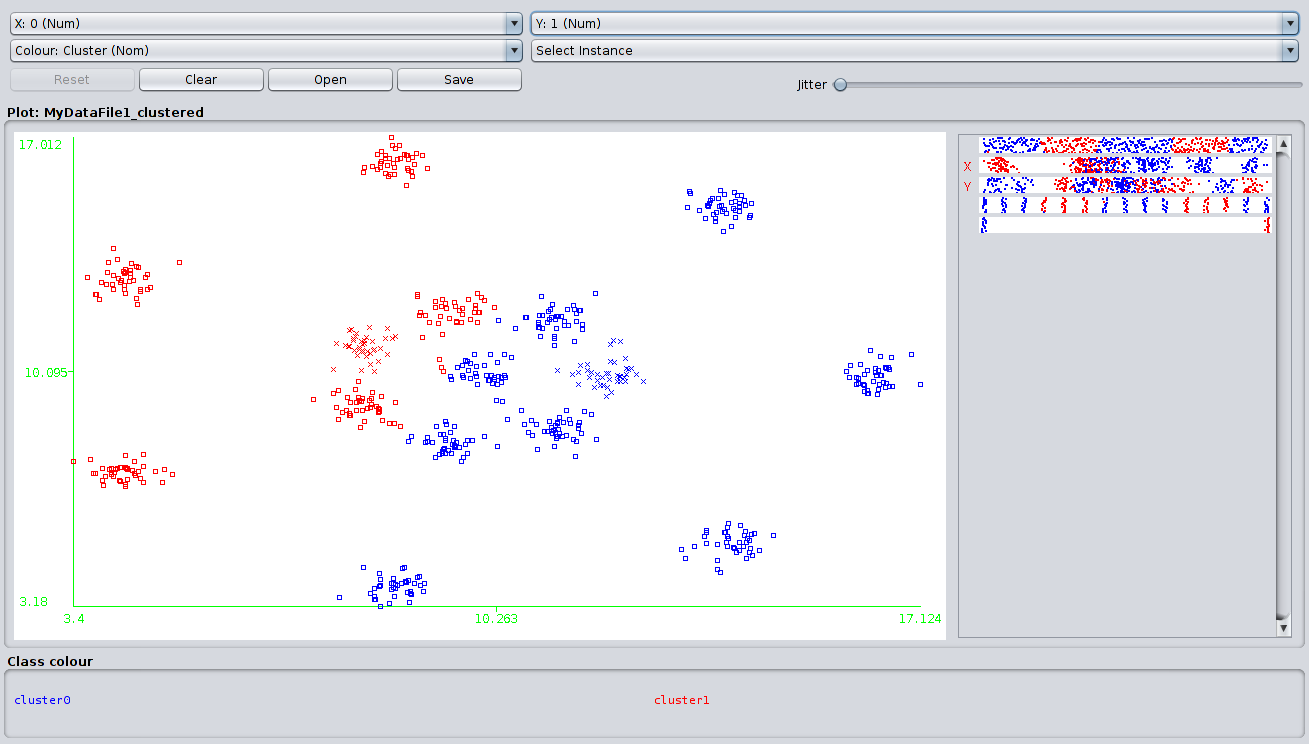 X: 0 (Num)
Y: 1 (Num)
Colour: Cluster (Nom)
Select Instance
Reset
Clear
Open
Save
Jitter
Plot: MyDataFile1_clustered
17.012
10.095
3.18
3.4
10.263
17.124
X
Y
Class colour
cluster0
cluster1